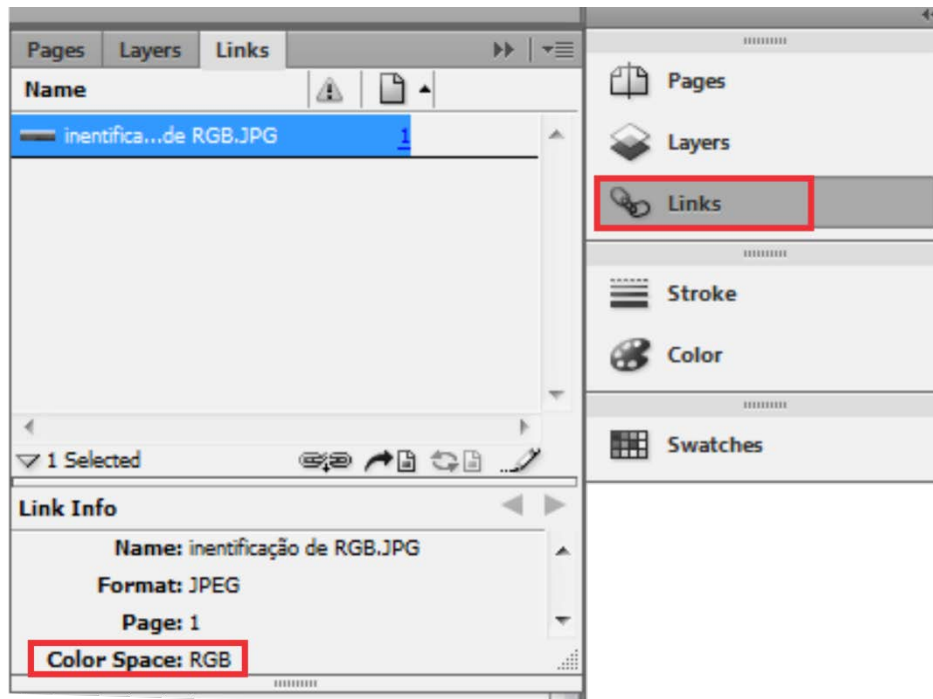 Pages Layers Links
Name
inentifica...de RGB.JPG 1
1 Selected
Link Info
Name: inentificação de RGB.JPG
Format: JPEG
Page: 1
Color Space: RGB
Pages
Layers
Links
Stroke
Color
Swatches